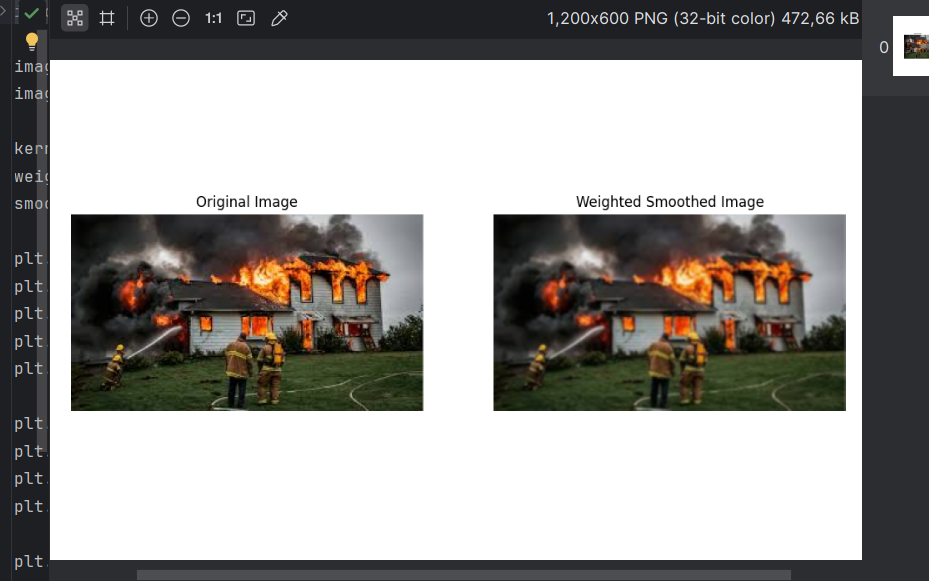 1:1
1,200x600 PNG (32-bit color) 472,66 kB
0
imag
imag
kern
weig
smoo
plt.
plt.
plt.
plt.
plt.
plt.
plt.
plt.
plt.
plt.
Original Image
Weighted Smoothed Image